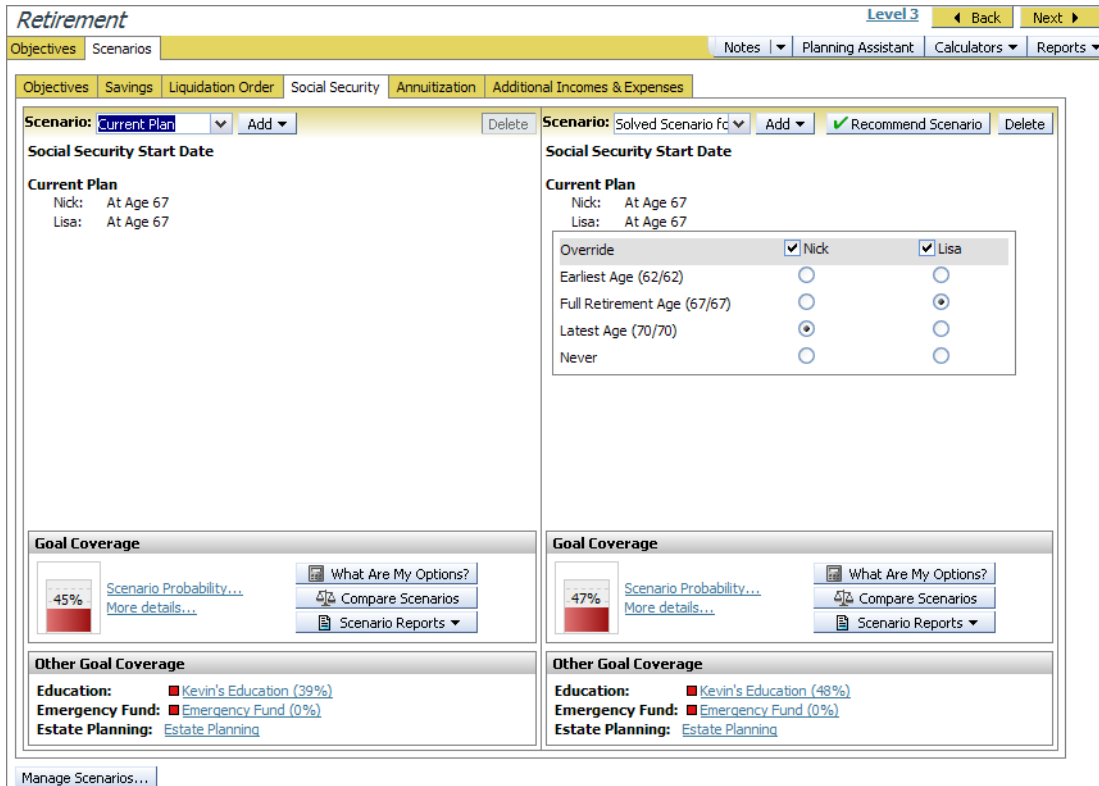 Retirement
Level 3 Back Next
Objectives Scenarios
Notes Planning Assistant Calculators Reports
Objectives Savings Liquidation Order Social Security Annuitization Additional Incomes & Expenses
Scenario: Current Plan Add Delete
Social Security Start Date
Current Plan
Nick: At Age 67
Lisa: At Age 67
Goal Coverage
45%
Scenario Probability...
More details...
What Are My Options?
Compare Scenarios
Scenario Reports
Other Goal Coverage
Education: Kevin's Education (39%)
Emergency Fund: Emergency Fund (0%)
Estate Planning: Estate Planning
Scenario: Solved Scenario fo Add Recommend Scenario Delete
Social Security Start Date
Current Plan
Nick: At Age 67
Lisa: At Age 67
Override Nick Lisa
Earliest Age (62/62)
Full Retirement Age (67/67)
Latest Age (70/70)
Never
Goal Coverage
47%
Scenario Probability...
More details...
What Are My Options?
Compare Scenarios
Scenario Reports
Other Goal Coverage
Education: Kevin's Education (48%)
Emergency Fund: Emergency Fund (0%)
Estate Planning: Estate Planning
Manage Scenarios...